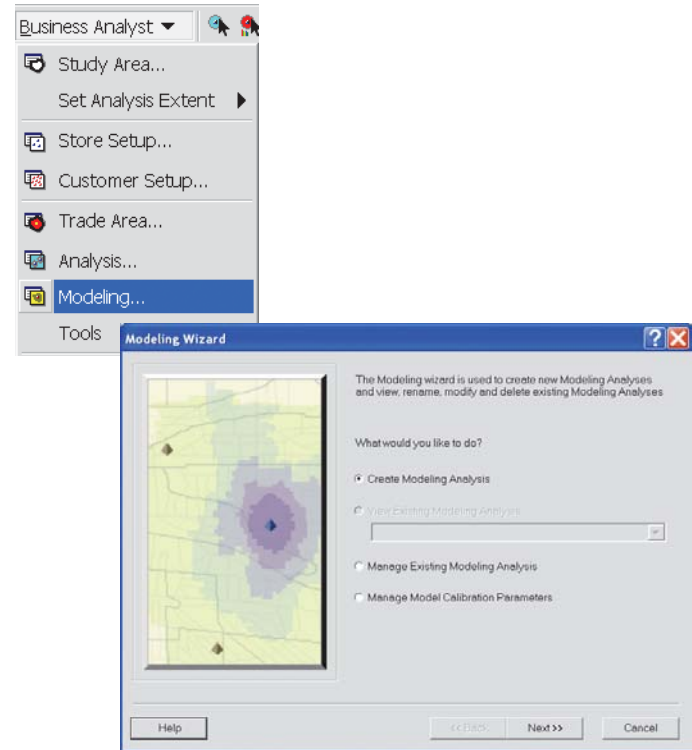 Business Analyst
Study Area...
Set Analysis Extent
Store Setup...
Customer Setup...
Trade Area...
Analysis...
Modeling...
Tools
Modeling Wizard
The Modeling wizard is used to create new Modeling Analyses
and view, rename, modify and delete existing Modeling Analyses
What would you like to do?
Create Modeling Analysis
View Existing Modeling Analysis
Manage Existing Modeling Analysis
Manage Model Calibration Parameters
Help
<< Back
Next >>
Cancel